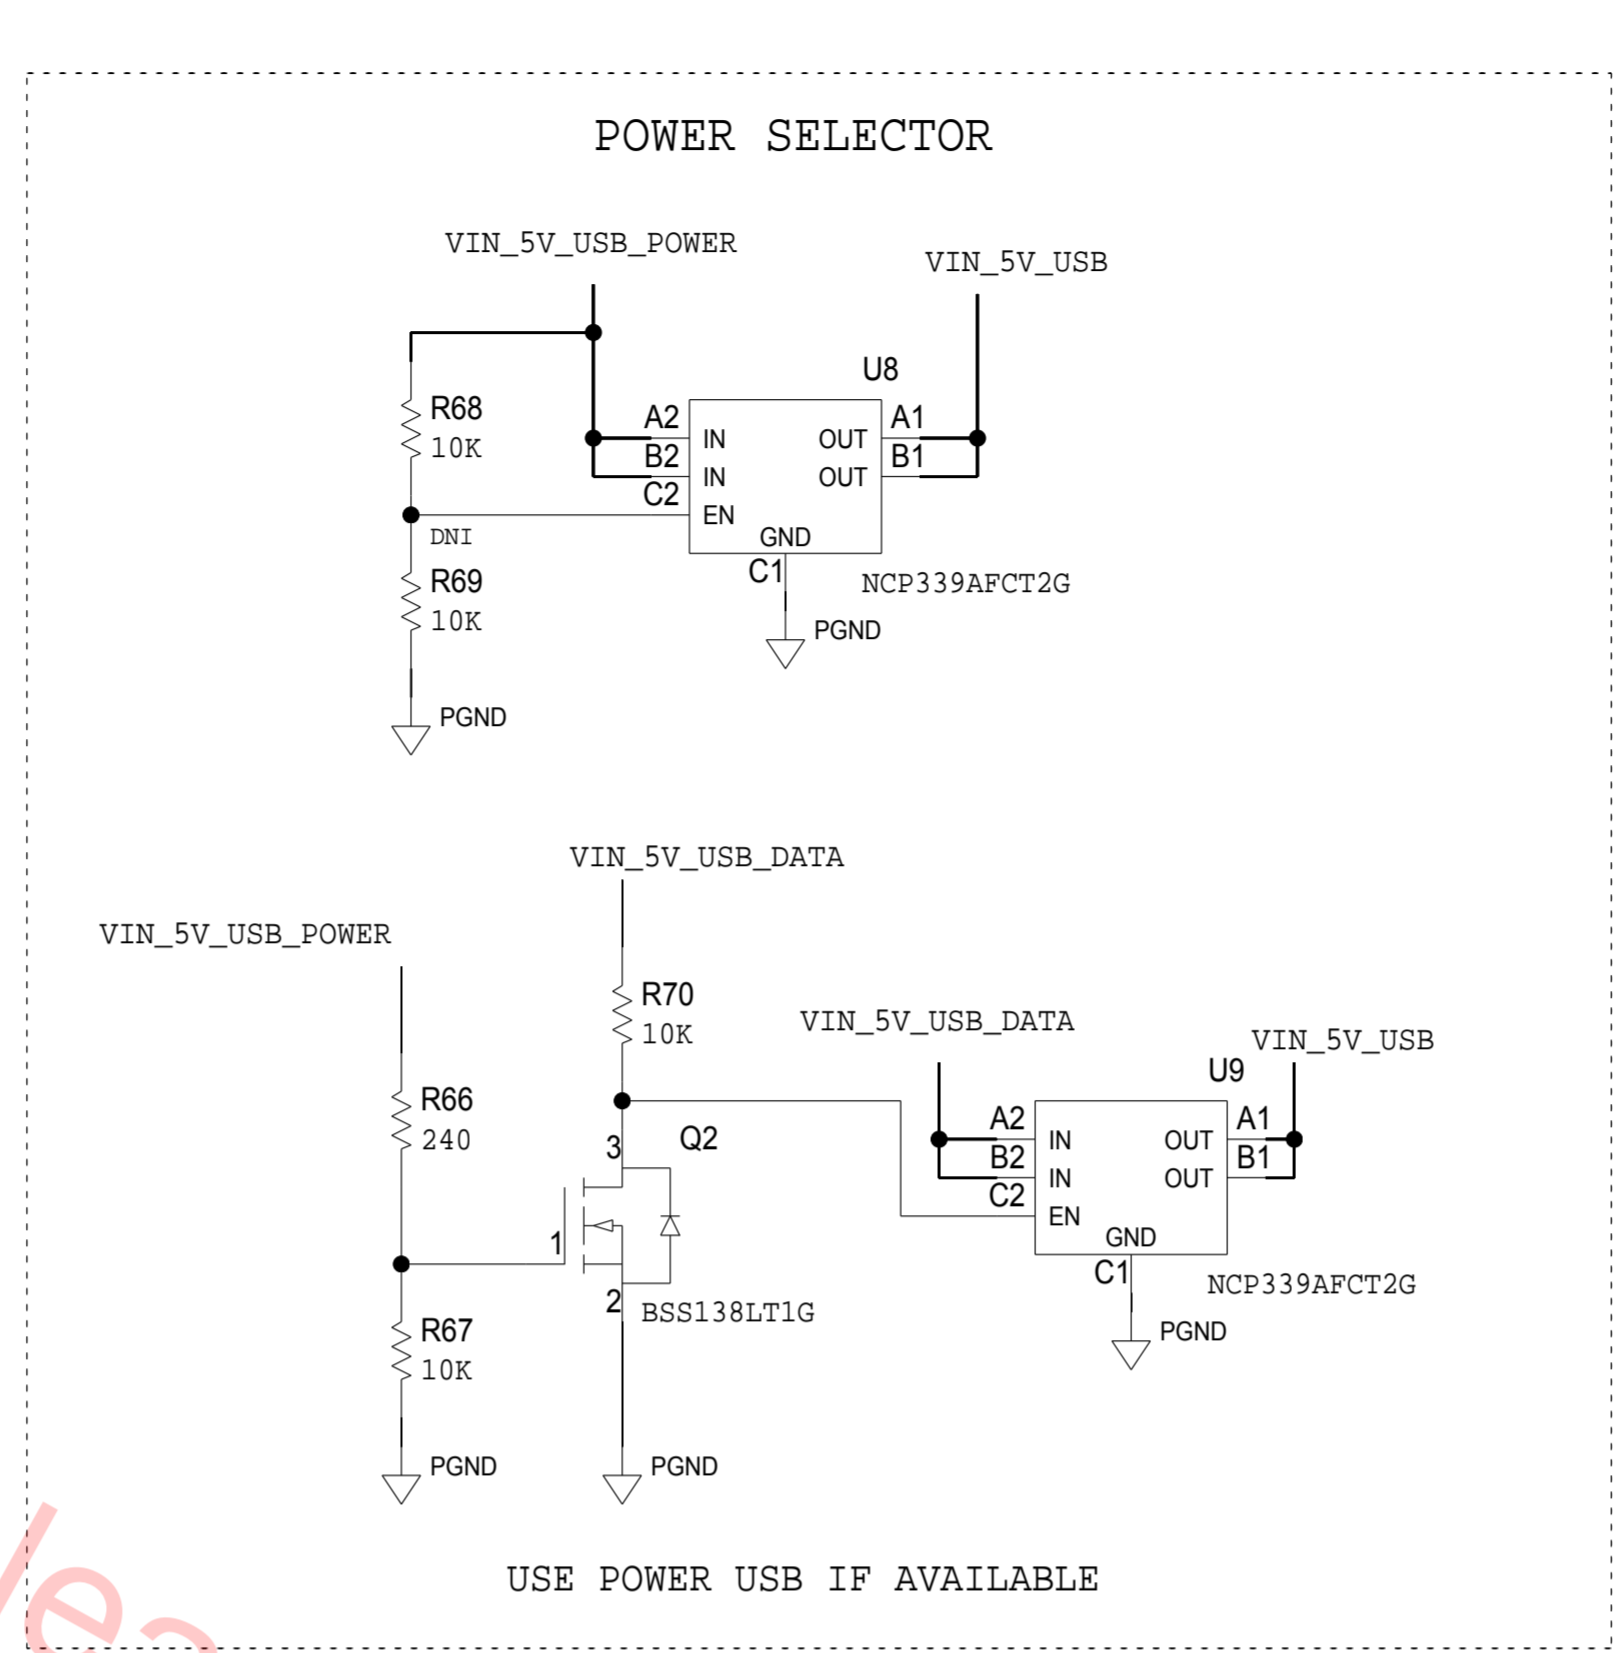 POWER SELECTOR
VIN_5V_USB_POWER
VIN_5V_USB
U8
R68
10K
A2
IN
OUT
A1
B2
IN
OUT
B1
C2
EN
DNI
GND
C1
NCP339AFCT2G
R69
10K
PGND
PGND
VIN_5V_USB_DATA
VIN_5V_USB_POWER
R70
10K
VIN_5V_USB_DATA
VIN_5V_USB
U9
R66
240
3
Q2
A2
IN
OUT
A1
B2
IN
OUT
B1
C2
EN
1
GND
C1
NCP339AFCT2G
2
BSS138LT1G
R67
10K
PGND
PGND
PGND
USE POWER USB IF AVAILABLE